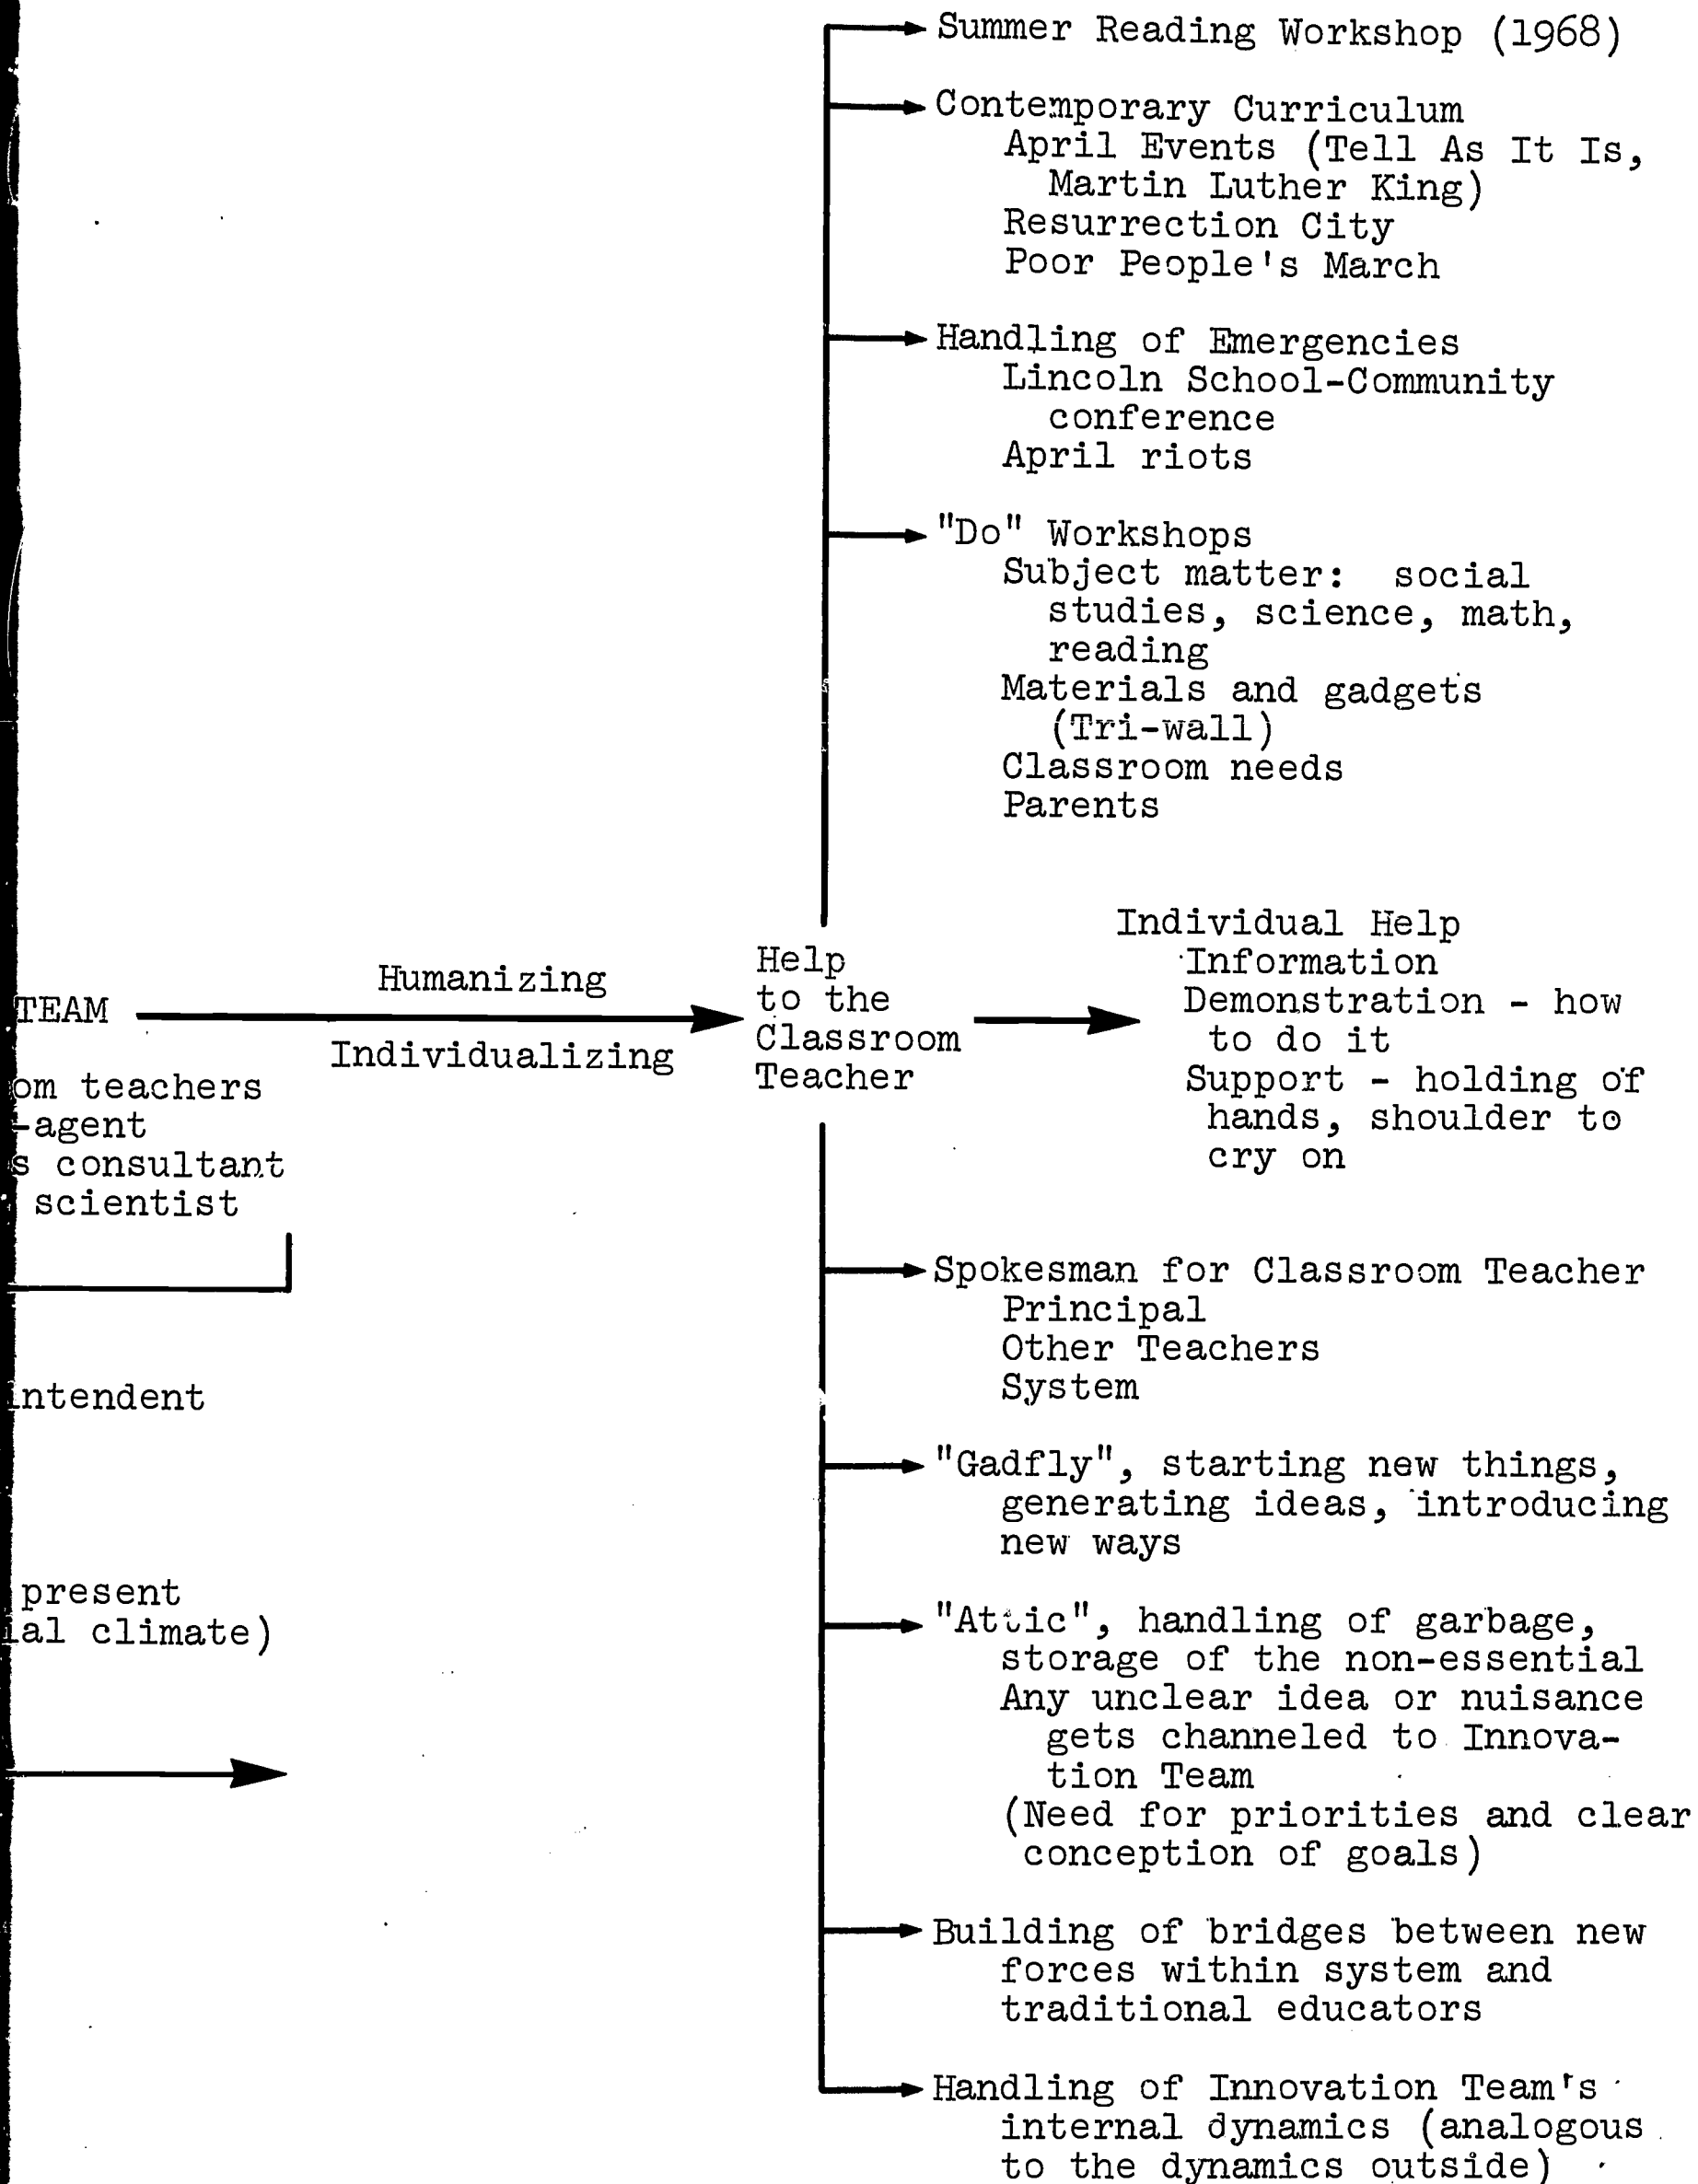 Summer Reading Workshop (1968)
Contemporary Curriculum
April Events (Tell As It Is,
Martin Luther King)
Resurrection City
Poor People's March
Handling of Emergencies
Lincoln School-Community
conference
April riots
"Do" Workshops
Subject matter: social
studies, science, math,
reading
Materials and gadgets
(Tri-wall)
Classroom needs
Parents
TEAM
om teachers
-agent
s consultant
scientist
intendent
present
ial climate)
Humanizing
Individualizing
Help
to the
Classroom
Teacher
Individual Help
Information
Demonstration - how
to do it
Support - holding of
hands, shoulder to
cry on
Spokesman for Classroom Teacher
Principal
Other Teachers
System
"Gadfly", starting new things,
generating ideas, introducing
new ways
"Attic", handling of garbage,
storage of the non-essential
Any unclear idea or nuisance
gets channeled to Innova-
tion Team
(Need for priorities and clear
conception of goals)
Building of bridges between new
forces within system and
traditional educators
Handling of Innovation Team's
internal dynamics (analogous
to the dynamics outside)